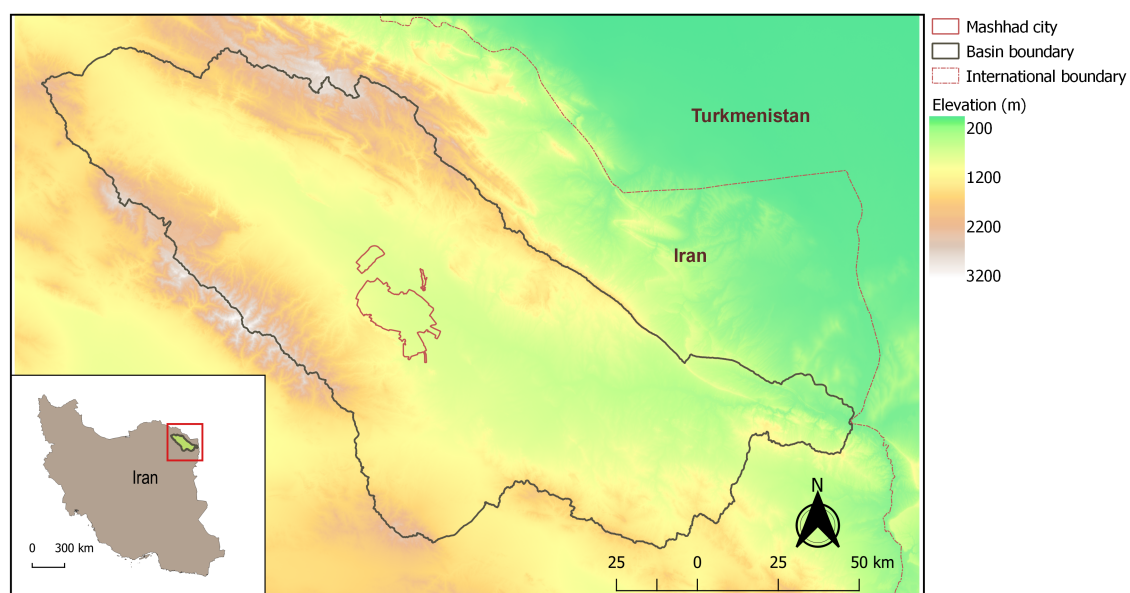 Mashhad city
Basin boundary
International boundary
Elevation (m)
200
1200
2200
3200
Turkmenistan
Iran
Iran
0 300 km
N
25 0 25 50 km